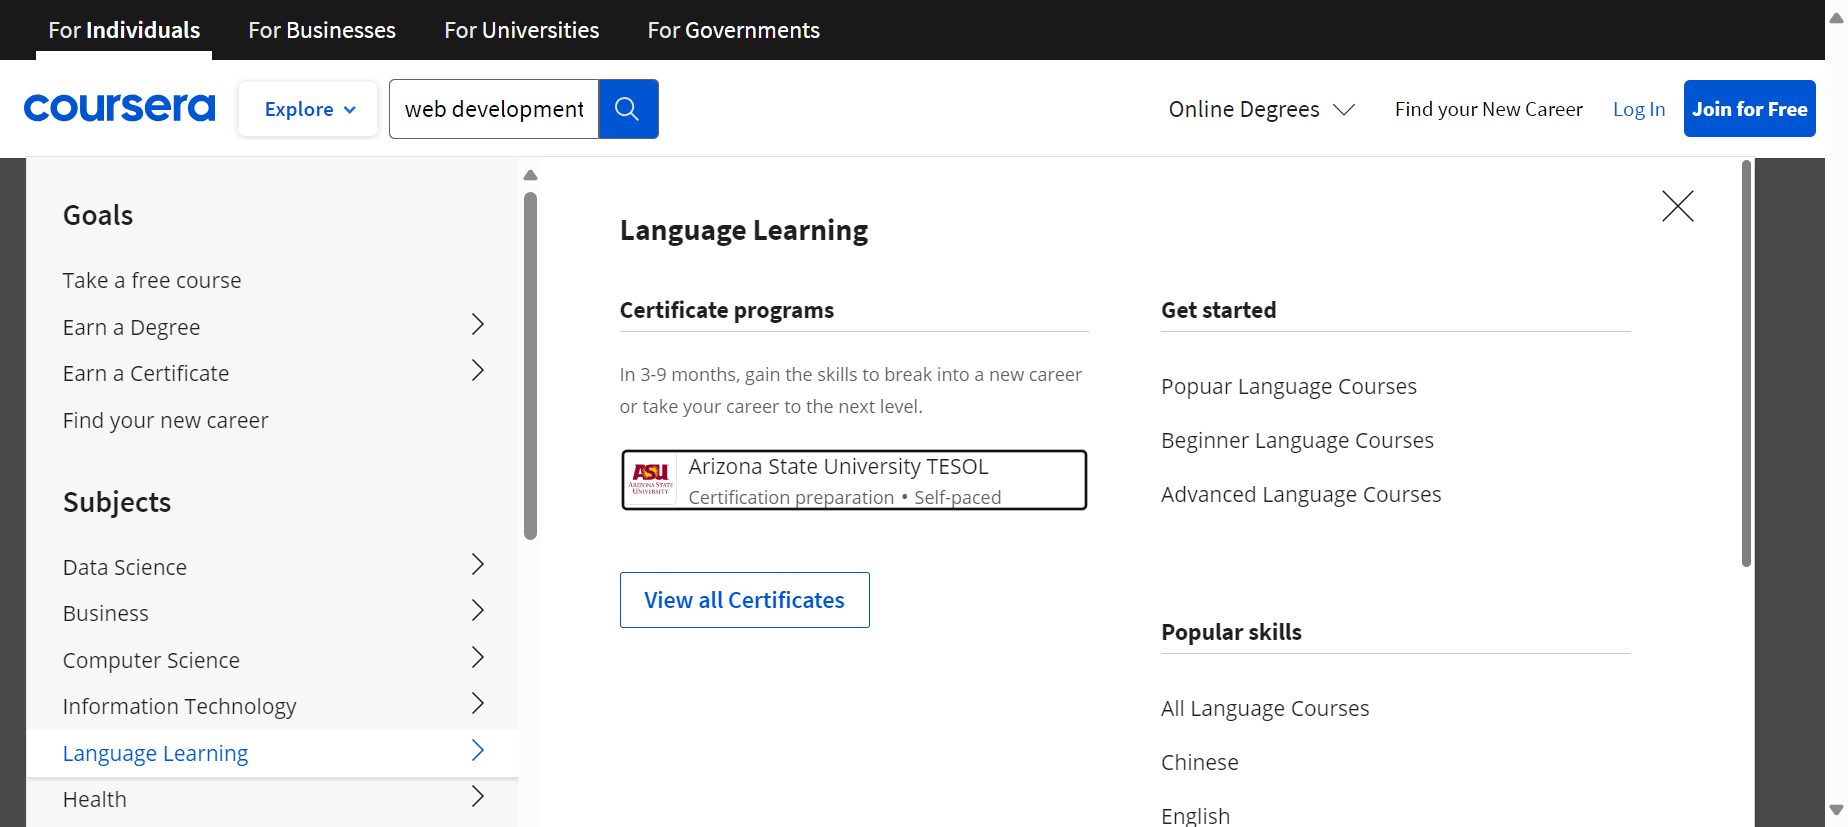 For Individuals
For Businesses
For Universities
For Governments
coursera
Explore
web development
Online Degrees
Find your New Career
Log In
Join for Free
Goals
Take a free course
Earn a Degree
Earn a Certificate
Find your new career
Subjects
Data Science
Business
Computer Science
Information Technology
Language Learning
Health
Language Learning
Certificate programs
In 3-9 months, gain the skills to break into a new career
or take your career to the next level.
ASU
ARIZONA STATE
UNIVERSITY
Arizona State University TESOL
Certification preparation • Self-paced
View all Certificates
Get started
Popuar Language Courses
Beginner Language Courses
Advanced Language Courses
Popular skills
All Language Courses
Chinese
English